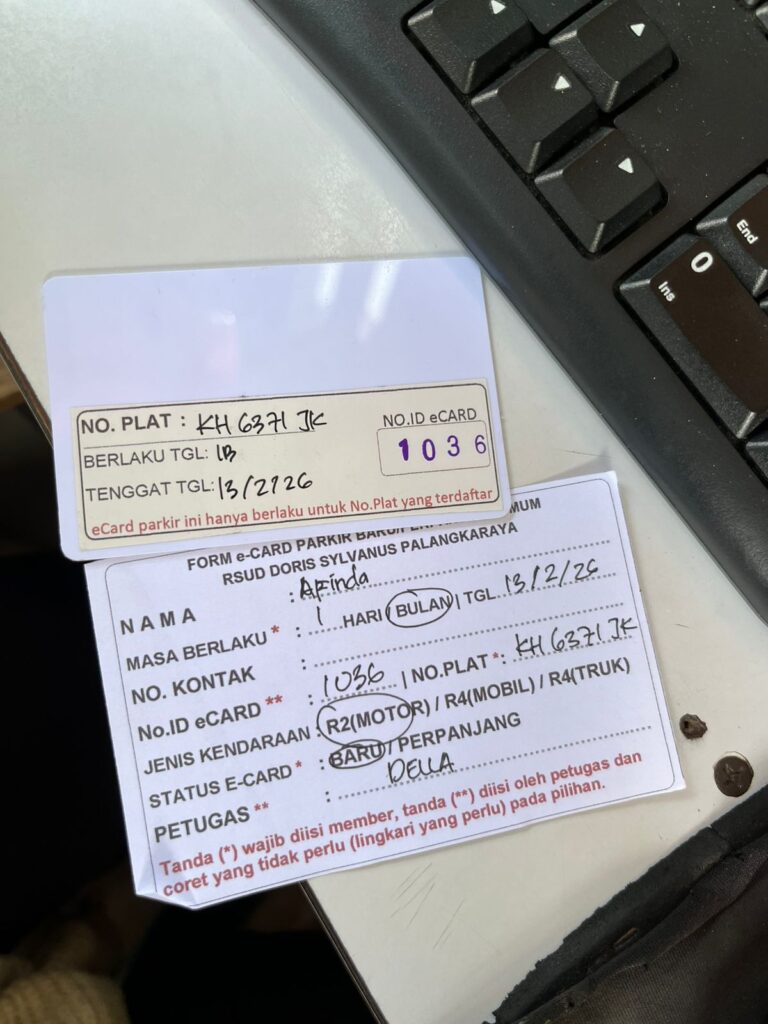 End
0
Ins
NO. PLAT : KH 6371 JK
NO.ID eCARD
1036
BERLAKU TGL: 13
TENGGAT TGL: 13/2/26
eCard parkir ini hanya berlaku untuk No.Plat yang terdaftar
FORM e-CARD PARKIR UMUM
RSUD DORIS SYLVANUS PALANGKARAYA
NAMA : Afinda
MASA BERLAKU * : 1 HARI / BULAN | TGL. 13/2/26
NO. KONTAK :
No.ID eCARD ** : 1036 | NO.PLAT *: KH 6371 JK
JENIS KENDARAAN : R2(MOTOR) / R4(MOBIL) / R4(TRUK)
STATUS E-CARD * : BARU / PERPANJANG
PETUGAS ** : DELLA
Tanda (*) wajib diisi member, tanda (**) diisi oleh petugas dan
coret yang tidak perlu (lingkari yang perlu) pada pilihan.